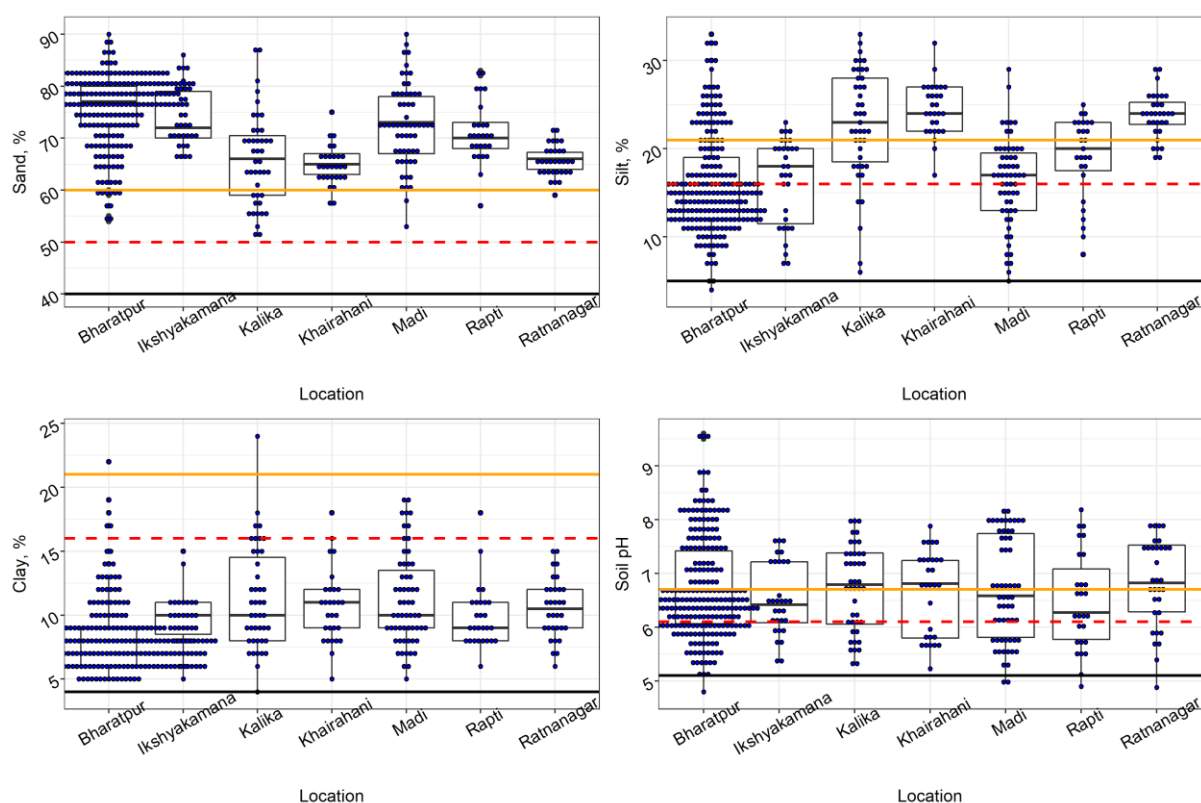 Sand, %
90
80
70
60
50
40
Bharatpur
Ikshyakamana
Kalika
Khairahani
Madi
Rapti
Ratnanagar
Location
Silt, %
30
20
10
Bharatpur
Ikshyakamana
Kalika
Khairahani
Madi
Rapti
Ratnanagar
Location
Clay, %
25
20
15
10
5
Bharatpur
Ikshyakamana
Kalika
Khairahani
Madi
Rapti
Ratnanagar
Location
Soil pH
9
8
7
6
5
Bharatpur
Ikshyakamana
Kalika
Khairahani
Madi
Rapti
Ratnanagar
Location